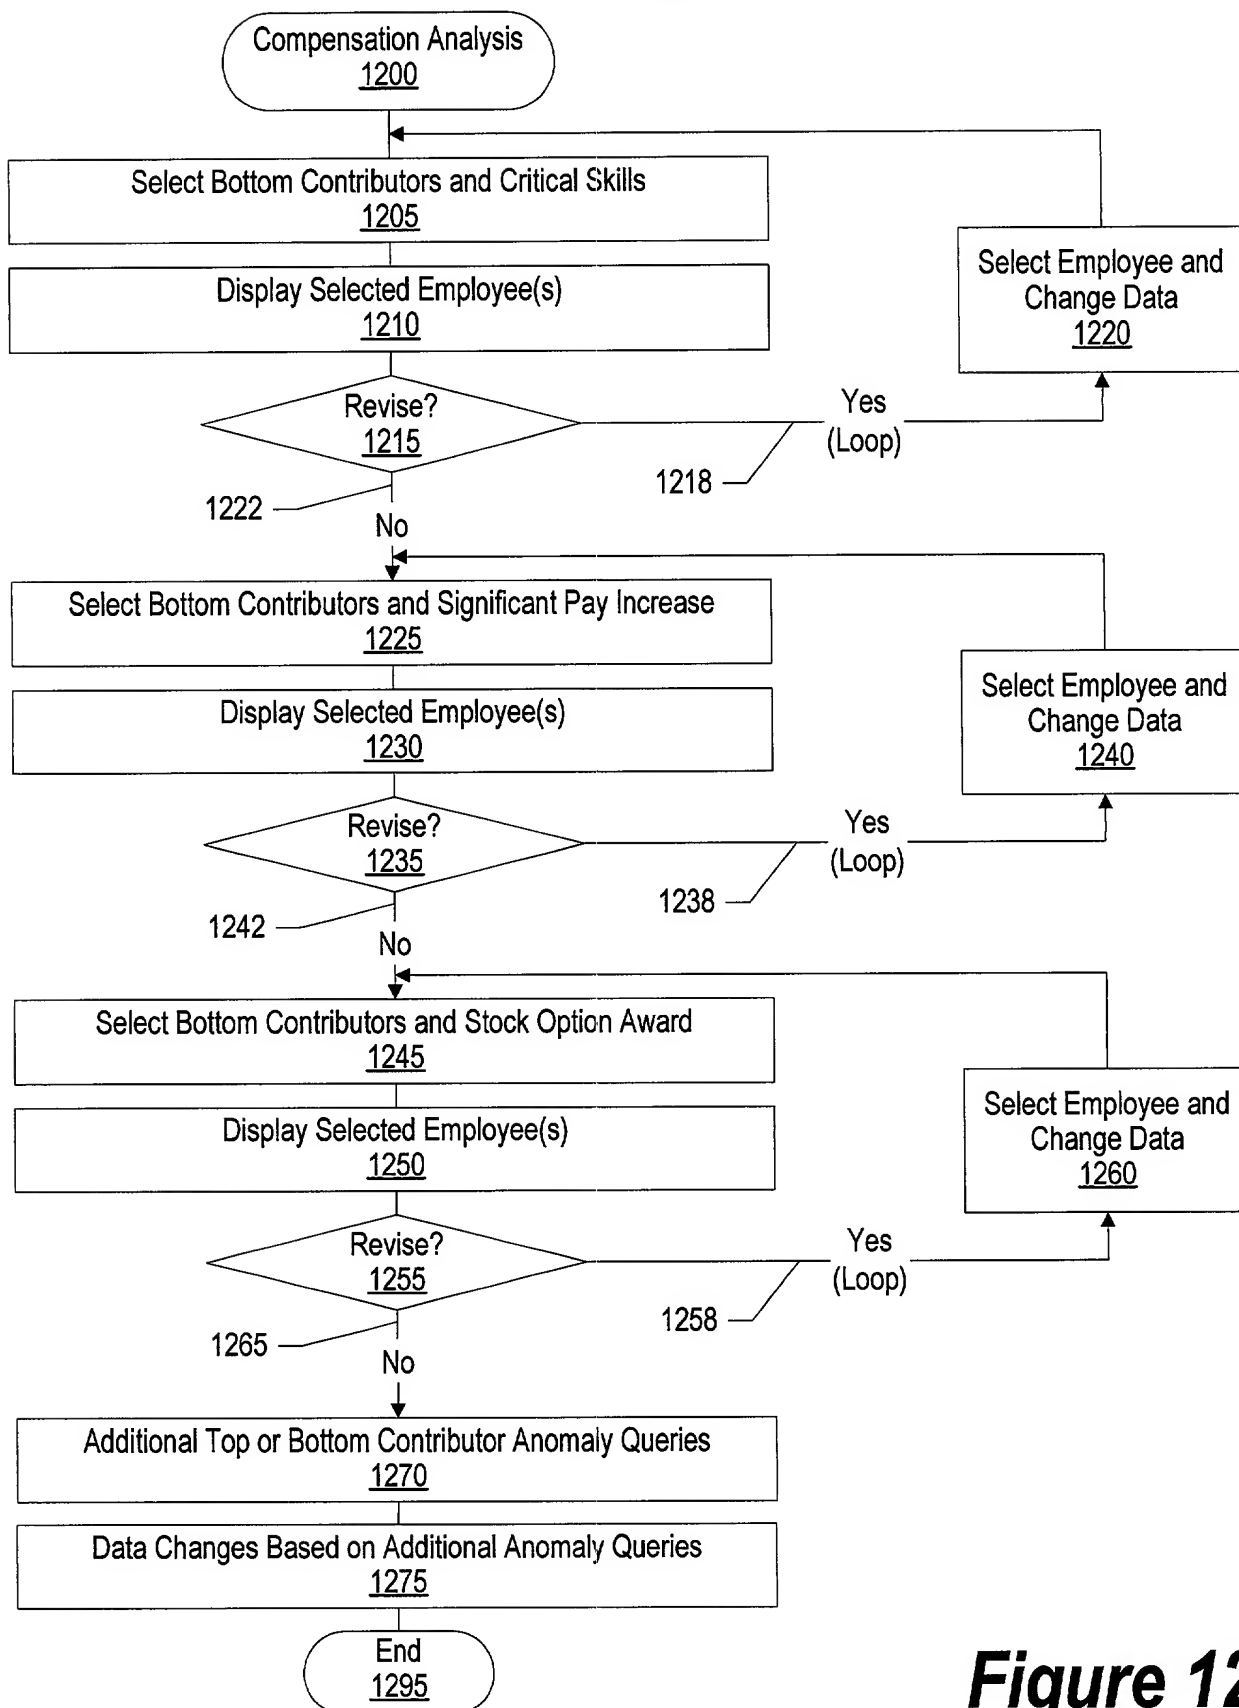 Compensation Analysis
1200
Select Bottom Contributors and Critical Skills
1205
Display Selected Employee(s)
1210
Select Employee and
Change Data
1220
Revise?
1215
Yes
(Loop)
1218
1222
No
Select Bottom Contributors and Significant Pay Increase
1225
Display Selected Employee(s)
1230
Select Employee and
Change Data
1240
Revise?
1235
Yes
(Loop)
1238
1242
No
Select Bottom Contributors and Stock Option Award
1245
Display Selected Employee(s)
1250
Select Employee and
Change Data
1260
Revise?
1255
Yes
(Loop)
1258
1265
No
Additional Top or Bottom Contributor Anomaly Queries
1270
Data Changes Based on Additional Anomaly Queries
1275
End
1295
Figure 12